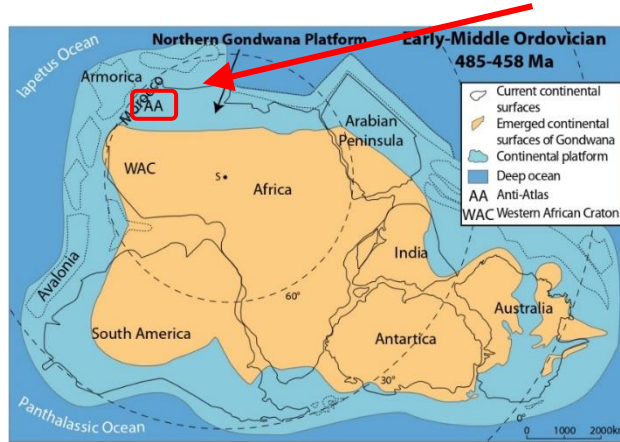 Iapetus Ocean
Northern Gondwana Platform
Early-Middle Ordovician
485-458 Ma
Armorica
Morocco
AA
Arabian
Peninsula
Current continental
surfaces
Emerged continental
surfaces of Gondwana
Continental platform
Deep ocean
AA Anti-Atlas
WAC Western African Craton
WAC
S
Africa
India
Avalonia
60°
Australia
South America
Antartica
30°
Panthalassic Ocean
0°
0 1000 2000km